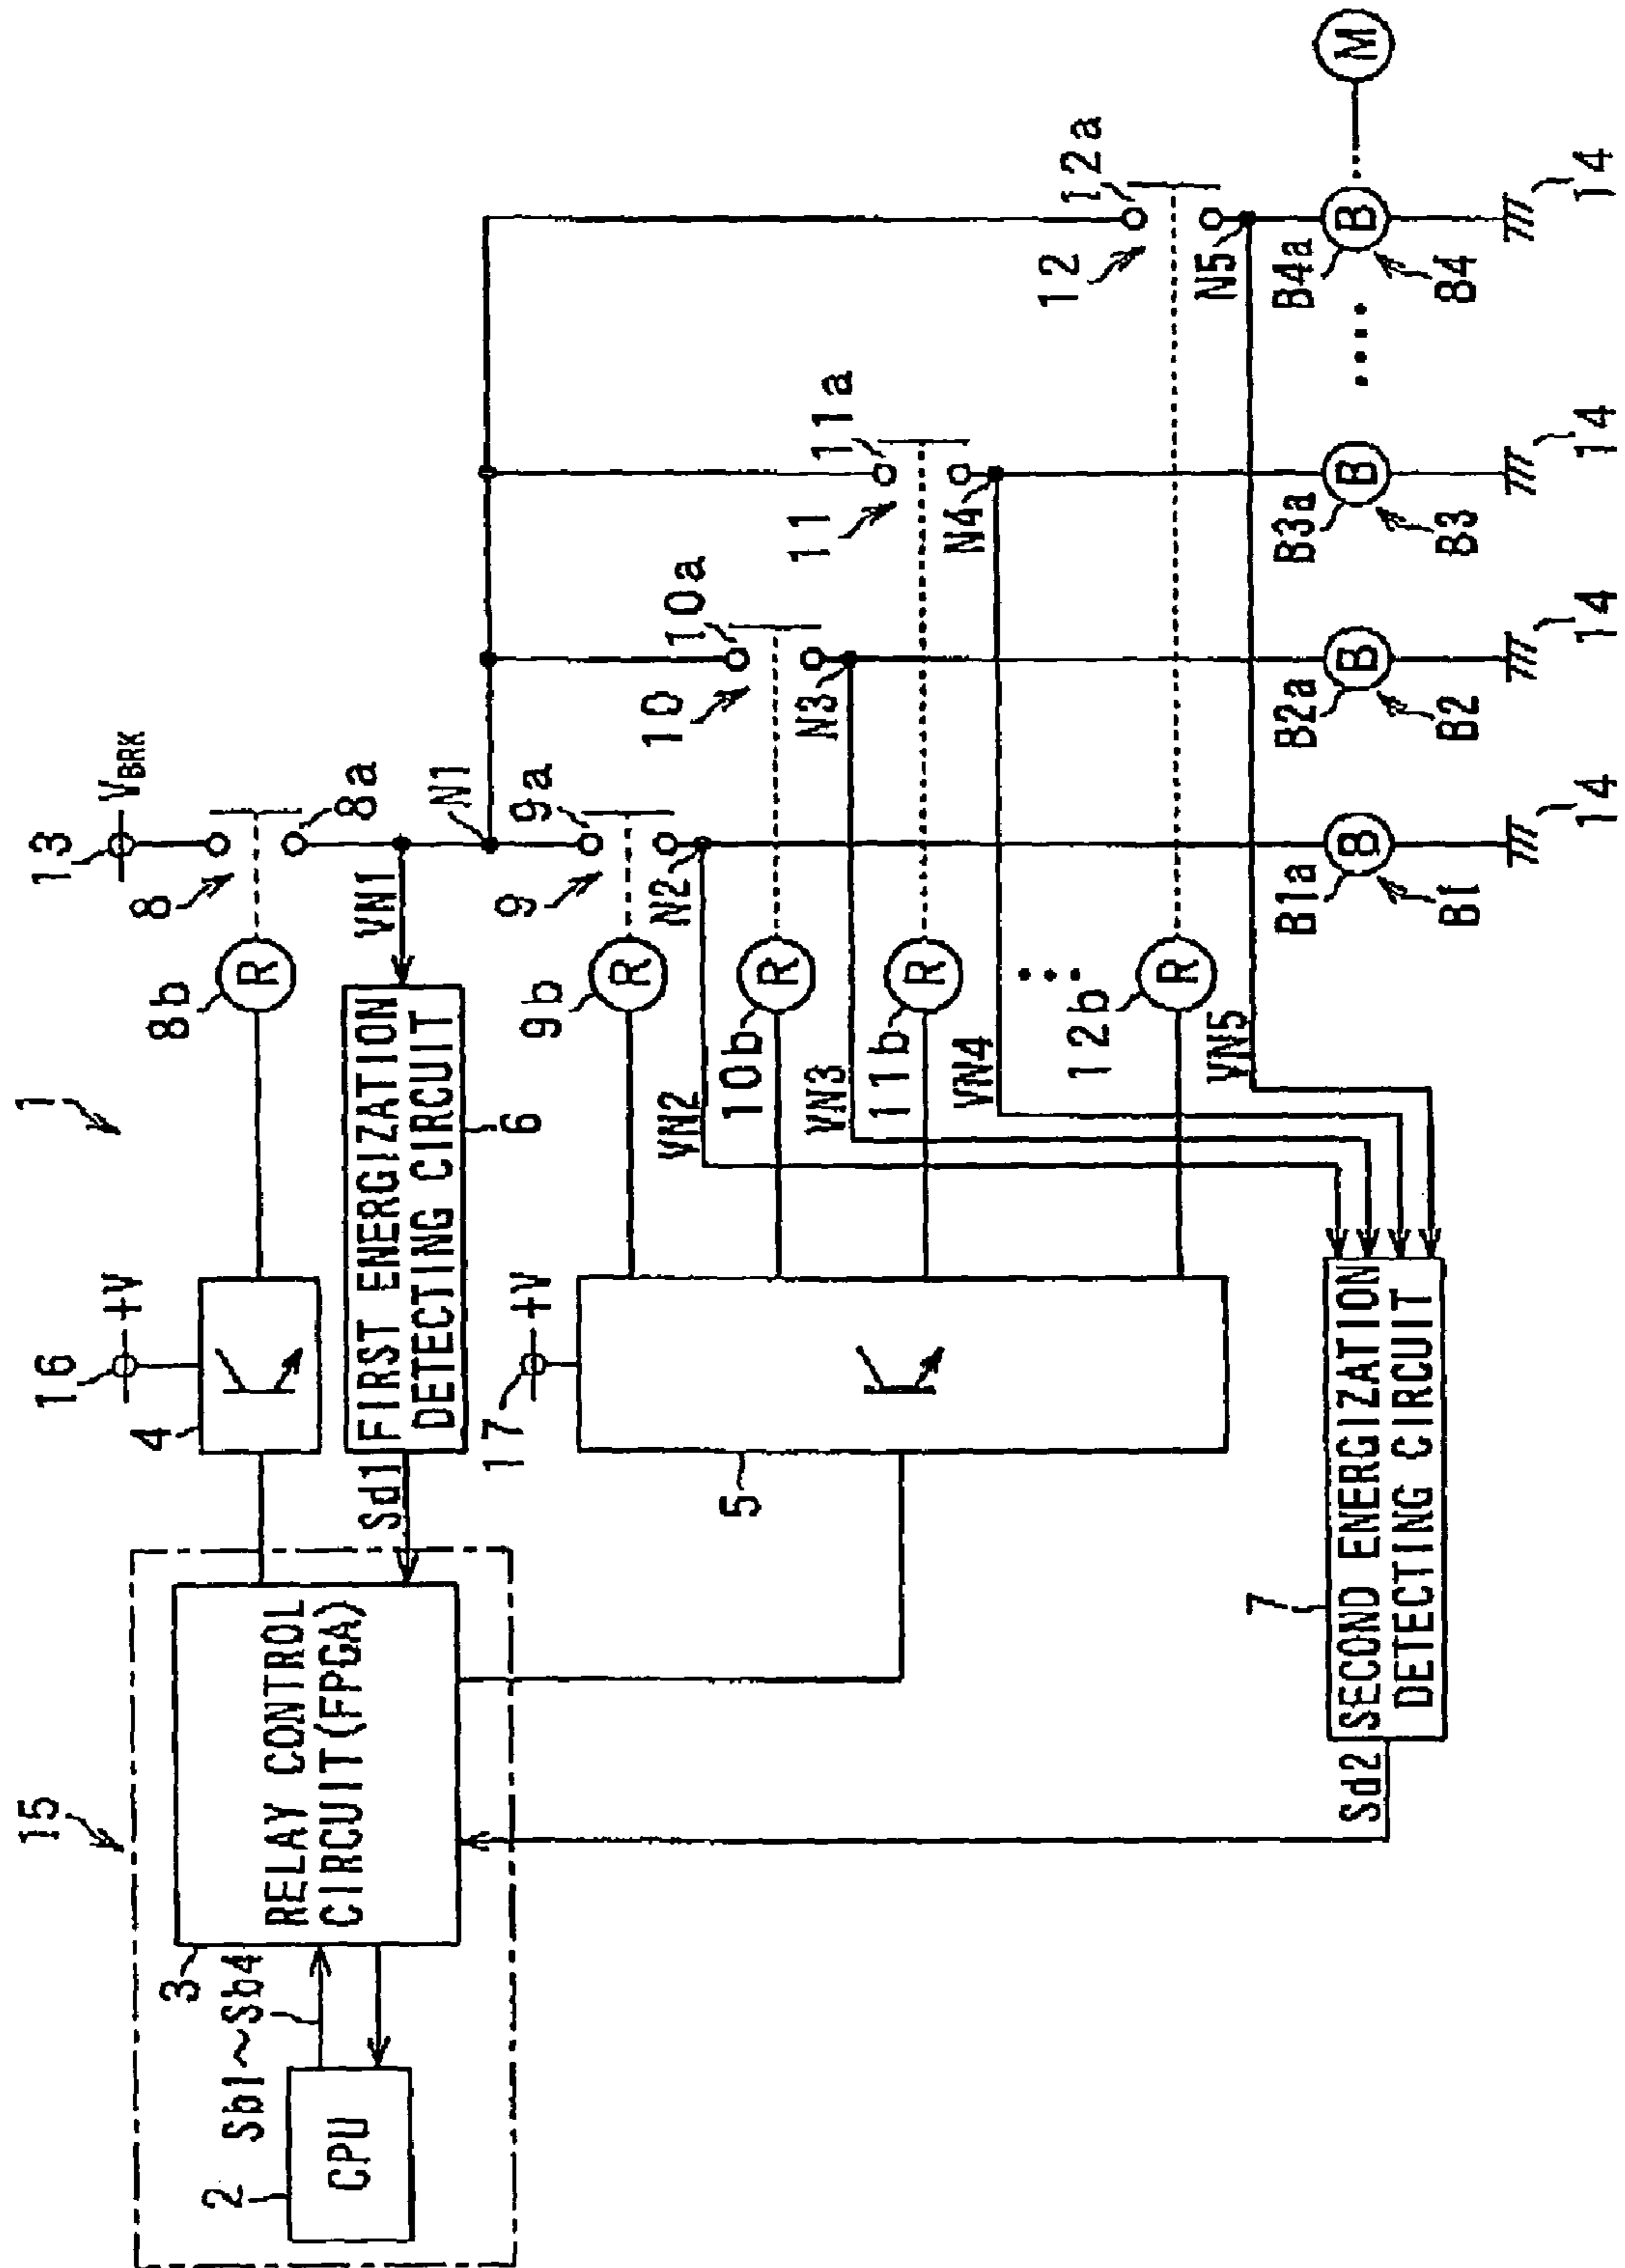 1
15
2
CPU
Sb1~Sb4
3
RELAY CONTROL
CIRCUIT(FPGA)
16
+V
4
Sd1
FIRST ENERGIZATION
DETECTING CIRCUIT
6
17
+V
5
Sd2
7
SECOND ENERGIZATION
DETECTING CIRCUIT
13
VBRK
8
8a
8b
R
VN1
N1
9
9a
9b
R
N2
VN2
10
10a
10b
R
N3
VN3
11
11a
11b
R
N4
VN4
12
12a
12b
R
N5
VN5
B1a
B
B1
14
B2a
B
B2
14
B3a
B
B3
14
B4a
B
B4
14
M